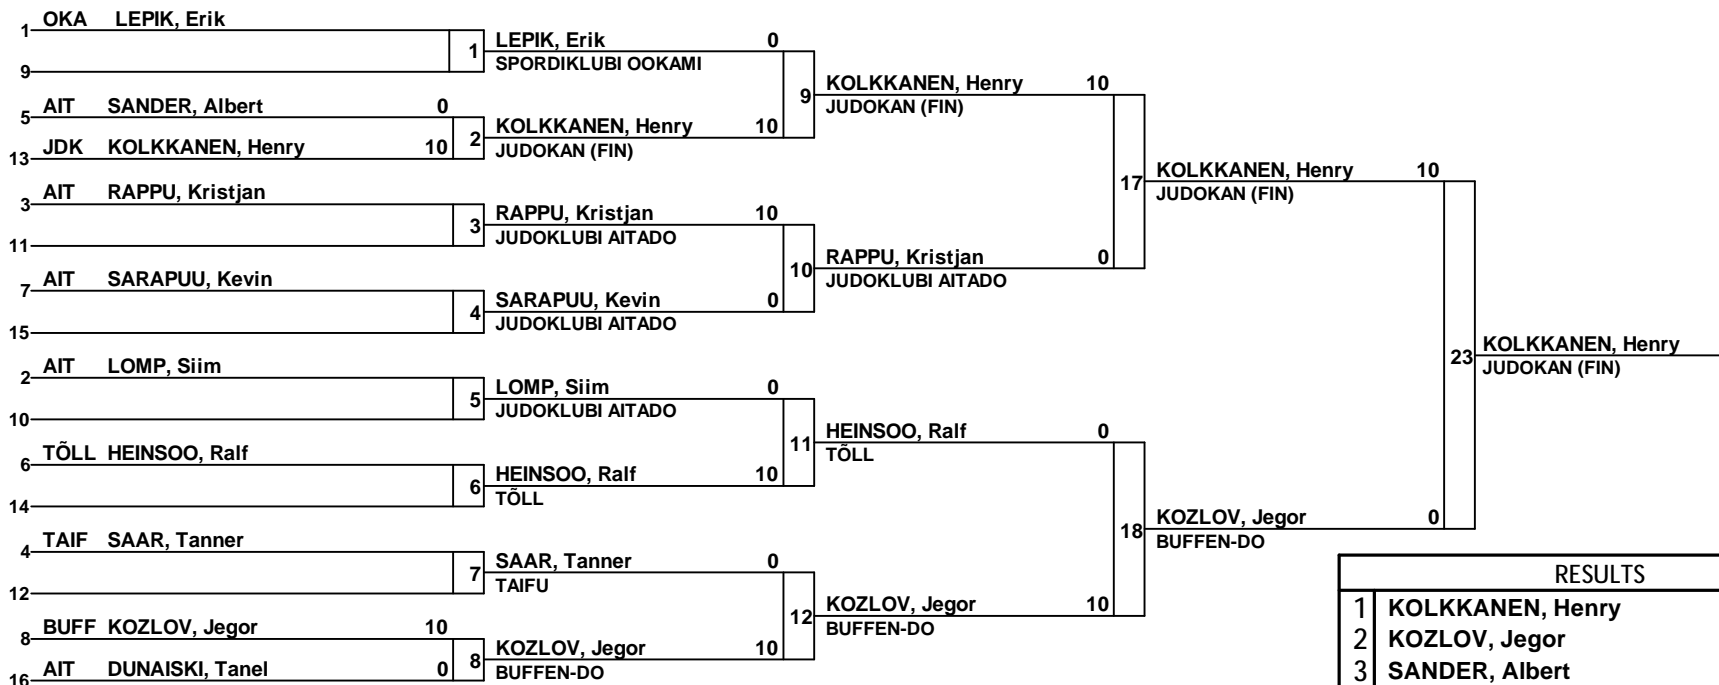 OKA LEPIK, Erik
1
9
1 LEPIK, Erik 0
SPORDIKLUBI OOKAMI
5 AIT SANDER, Albert 0
13 JDK KOLKKANEN, Henry 10
2 KOLKKANEN, Henry 10
JUDOKAN (FIN)
9 KOLKKANEN, Henry 10
JUDOKAN (FIN)
3 AIT RAPPU, Kristjan
11
3 RAPPU, Kristjan 10
JUDOKLUBI AITADO
7 AIT SARAPUU, Kevin
15
4 SARAPUU, Kevin 0
JUDOKLUBI AITADO
10 RAPPU, Kristjan 0
JUDOKLUBI AITADO
17 KOLKKANEN, Henry 10
JUDOKAN (FIN)
2 AIT LOMP, Siim
10
5 LOMP, Siim 0
JUDOKLUBI AITADO
6 TÕLL HEINSOO, Ralf
14
6 HEINSOO, Ralf 10
TÕLL
11 HEINSOO, Ralf 0
TÕLL
4 TAIF SAAR, Tanner
12
7 SAAR, Tanner 0
TAIFU
8 BUFF KOZLOV, Jegor 10
16 AIT DUNAISKI, Tanel 0
8 KOZLOV, Jegor 10
BUFFEN-DO
12 KOZLOV, Jegor 10
BUFFEN-DO
18 KOZLOV, Jegor 0
BUFFEN-DO
23 KOLKKANEN, Henry
JUDOKAN (FIN)
RESULTS
1 KOLKKANEN, Henry
2 KOZLOV, Jegor
3 SANDER, Albert